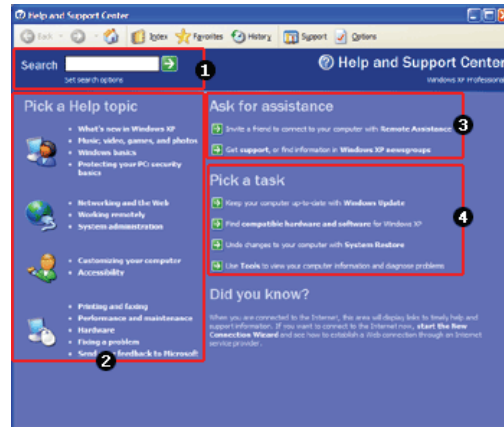 Help and Support Center
Back
Index
Favorites
History
Support
Options
Search
Set search options
1
Help and Support Center
Windows XP Professional
Pick a Help topic
What's new in Windows XP
Music, video, games, and photos
Windows basics
Protecting your PC: security
basics
Networking and the Web
Working remotely
System administration
Customizing your computer
Accessibility
Printing and faxing
Performance and maintenance
Hardware
Fixing a problem
Send feedback to Microsoft
2
Ask for assistance
Invite a friend to connect to your computer with Remote Assistance
3
Get support, or find information in Windows XP newsgroups
Pick a task
4
Keep your computer up-to-date with Windows Update
Find compatible hardware and software for Windows XP
Undo changes to your computer with System Restore
Use Tools to view your computer information and diagnose problems
Did you know?
When you are connected to the Internet, this area will display links to timely help and
support information. If you want to connect to the Internet now, start the New
Connection Wizard and see how to establish a Web connection through an Internet
service provider.